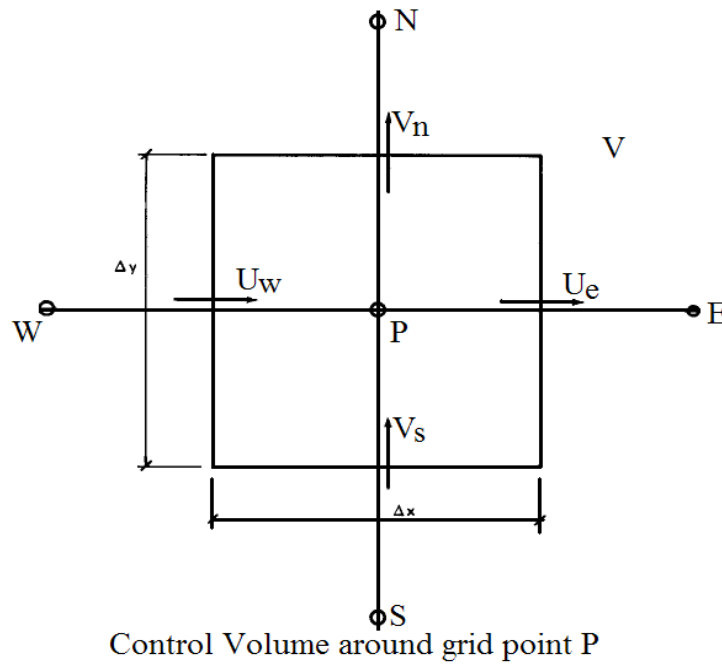 N
Vn
V
Δy
Uw
Ue
W
P
E
Vs
Δx
S
Control Volume around grid point P